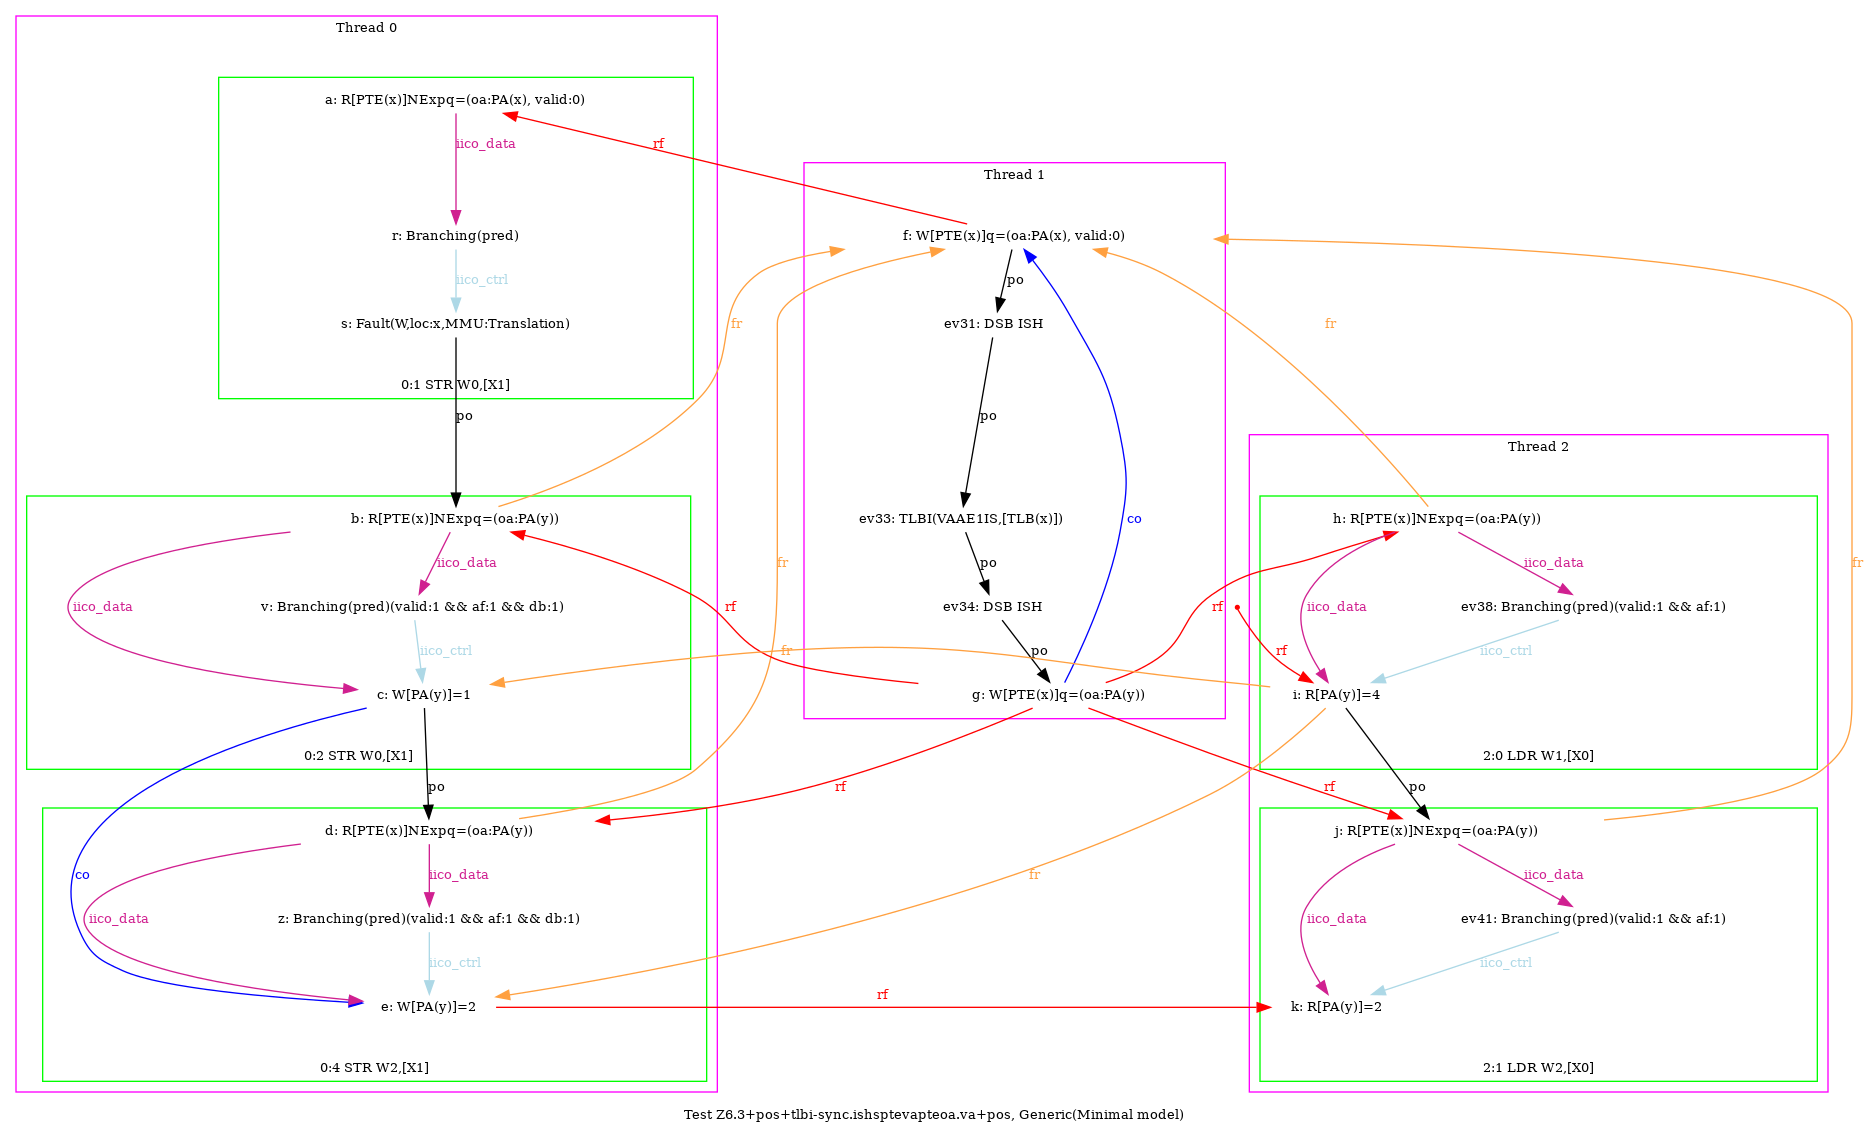 Thread 0
a: R[PTE(x)]NExpq=(oa:PA(x), valid:0)
iico_data
rf
r: Branching(pred)
iico_ctrl
s: Fault(W,loc:x,MMU:Translation)
fr
0:1 STR W0,[X1]
po
b: R[PTE(x)]NExpq=(oa:PA(y))
iico_data
iico_data
v: Branching(pred)(valid:1 && af:1 && db:1)
iico_ctrl
c: W[PA(y)]=1
0:2 STR W0,[X1]
po
d: R[PTE(x)]NExpq=(oa:PA(y))
co
iico_data
iico_data
z: Branching(pred)(valid:1 && af:1 && db:1)
iico_ctrl
e: W[PA(y)]=2
0:4 STR W2,[X1]
Thread 1
f: W[PTE(x)]q=(oa:PA(x), valid:0)
po
ev31: DSB ISH
po
ev33: TLBI(VAAE1IS,[TLB(x)])
co
po
ev34: DSB ISH
po
g: W[PTE(x)]q=(oa:PA(y))
fr
rf
fr
rf
fr
rf
fr
rf
Thread 2
h: R[PTE(x)]NExpq=(oa:PA(y))
iico_data
iico_data
ev38: Branching(pred)(valid:1 && af:1)
rf
rf
iico_ctrl
i: R[PA(y)]=4
2:0 LDR W1,[X0]
po
rf
fr
j: R[PTE(x)]NExpq=(oa:PA(y))
iico_data
iico_data
ev41: Branching(pred)(valid:1 && af:1)
iico_ctrl
k: R[PA(y)]=2
2:1 LDR W2,[X0]
Test Z6.3+pos+tlbi-sync.ishsptevapteoa.va+pos, Generic(Minimal model)